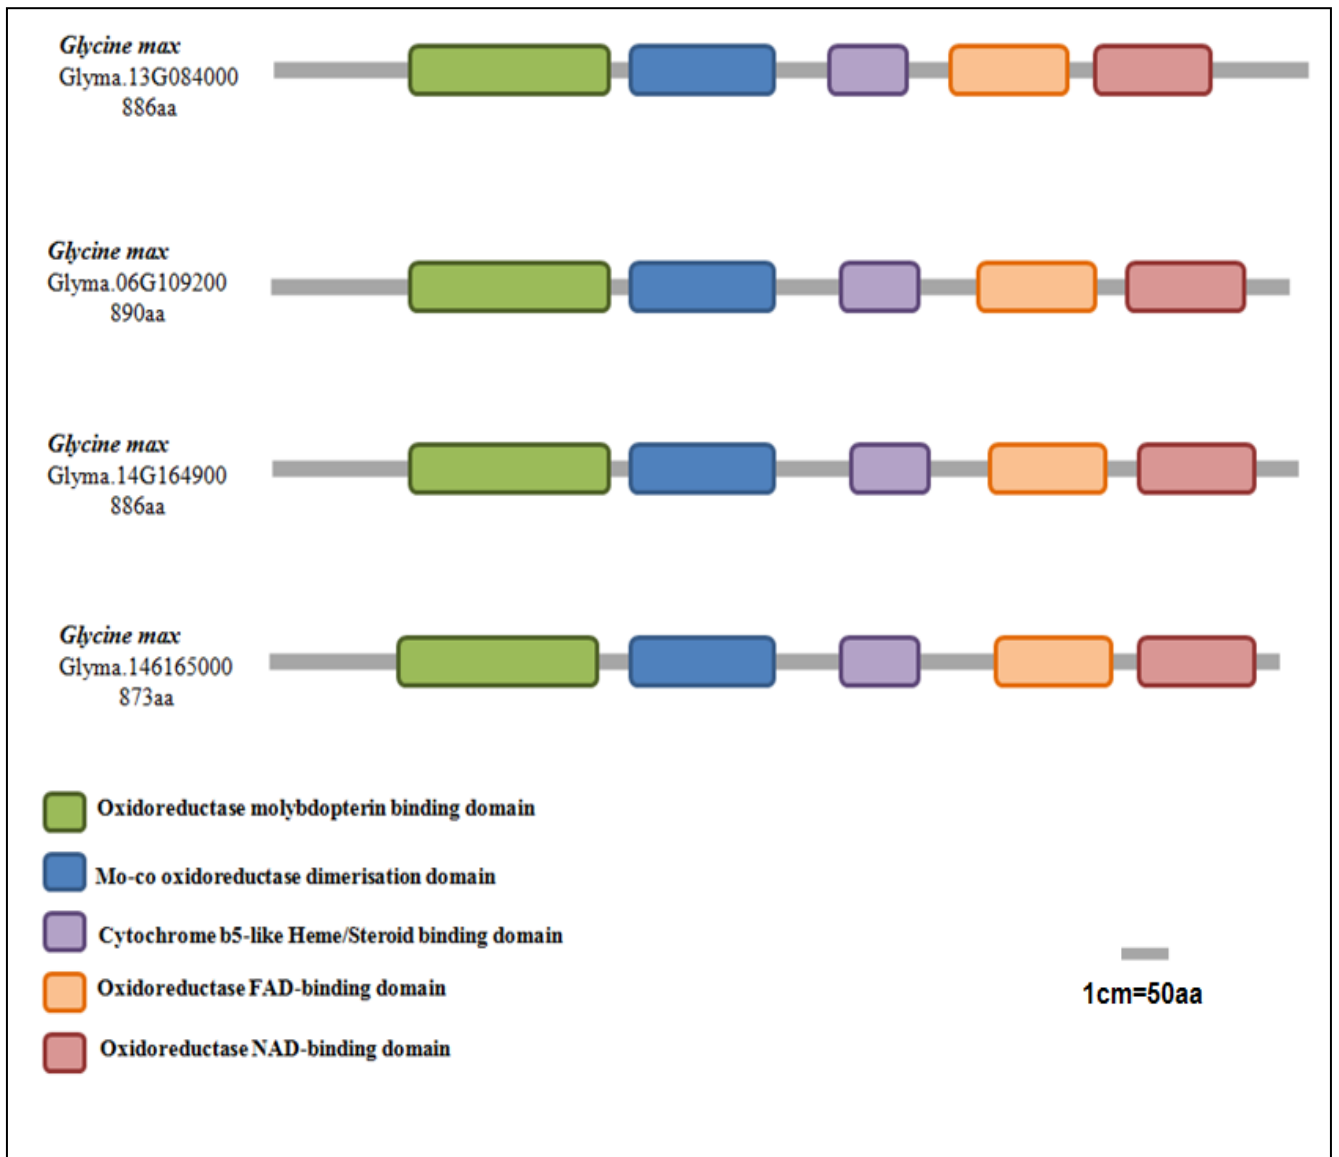 Glycine max
Glyma.13G084000
886aa
Glycine max
Glyma.06G109200
890aa
Glycine max
Glyma.14G164900
886aa
Glycine max
Glyma.146165000
873aa
Oxidoreductase molybdopterin binding domain
Mo-co oxidoreductase dimerisation domain
Cytochrome b5-like Heme/Steroid binding domain
Oxidoreductase FAD-binding domain
Oxidoreductase NAD-binding domain
1cm=50aa